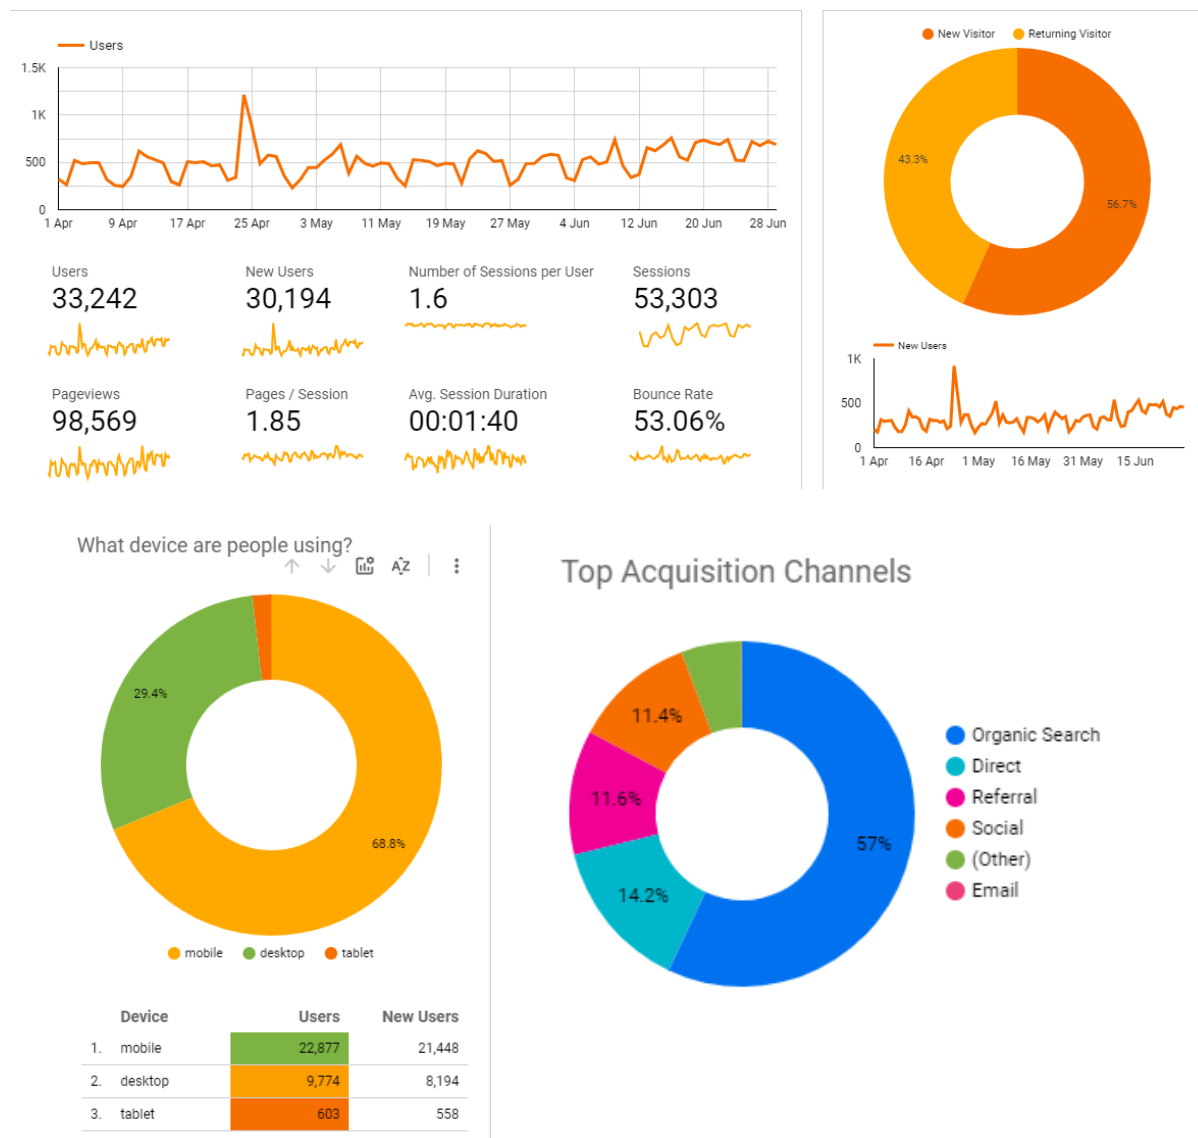 Users
1.5K
1K
500
0
1 Apr 9 Apr 17 Apr 25 Apr 3 May 11 May 19 May 27 May 4 Jun 12 Jun 20 Jun 28 Jun
Users New Users Number of Sessions per User Sessions
33,242 30,194 1.6 53,303
Pageviews Pages / Session Avg. Session Duration Bounce Rate
98,569 1.85 00:01:40 53.06%
New Visitor Returning Visitor
43.3%
56.7%
New Users
1K
500
0
1 Apr 16 Apr 1 May 16 May 31 May 15 Jun
What device are people using?
AZ
29.4%
68.8%
mobile desktop tablet
Device Users New Users
1. mobile 22,877 21,448
2. desktop 9,774 8,194
3. tablet 603 558
Top Acquisition Channels
11.4%
11.6%
57%
14.2%
Organic Search
Direct
Referral
Social
(Other)
Email